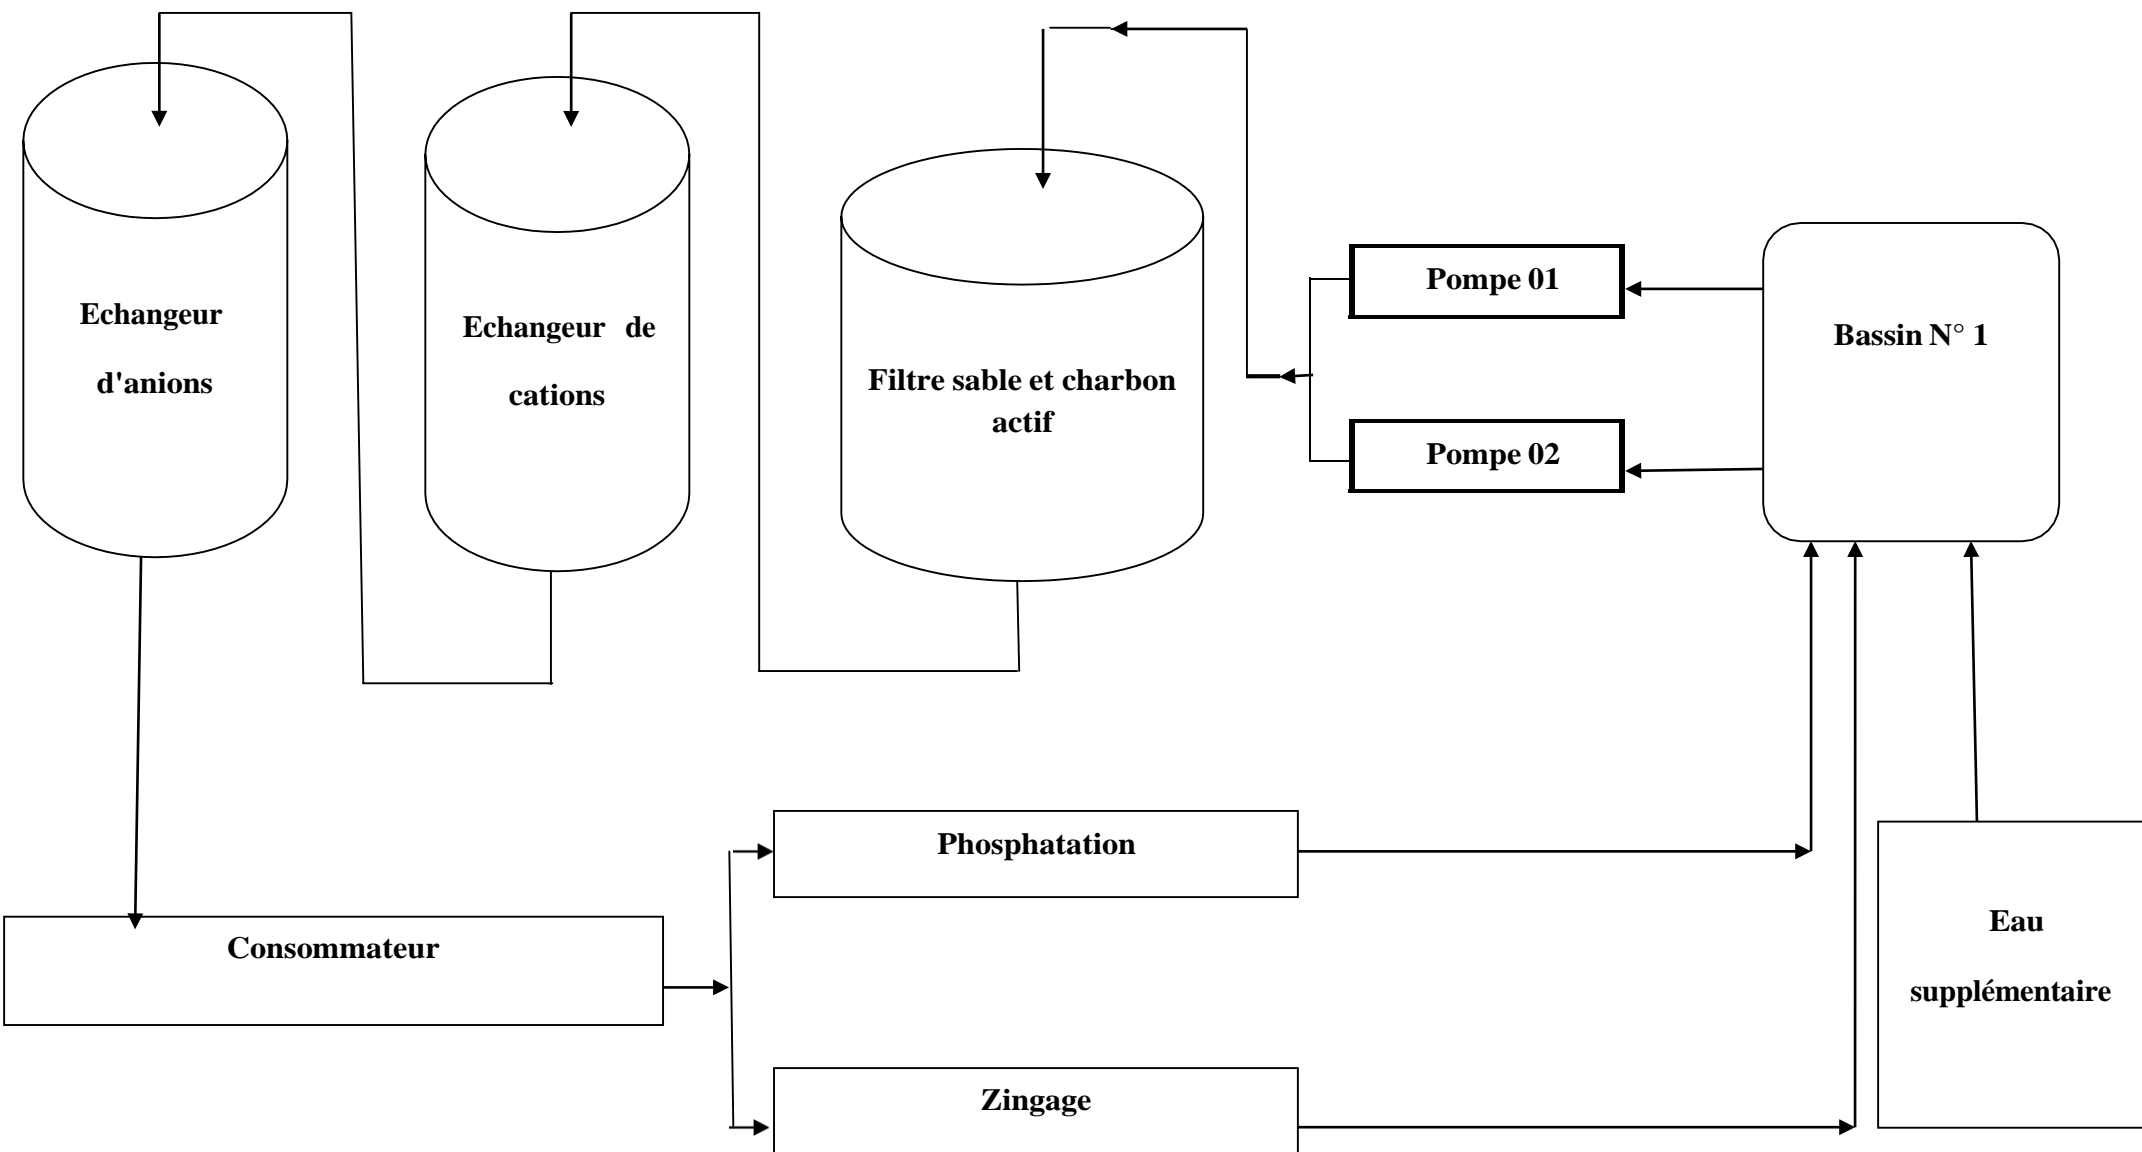 Echangeur
d'anions
Echangeur de
cations
Filtre sable et charbon
actif
Pompe 01
Pompe 02
Bassin N° 1
Phosphatation
Consommateur
Zingage
Eau
supplémentaire